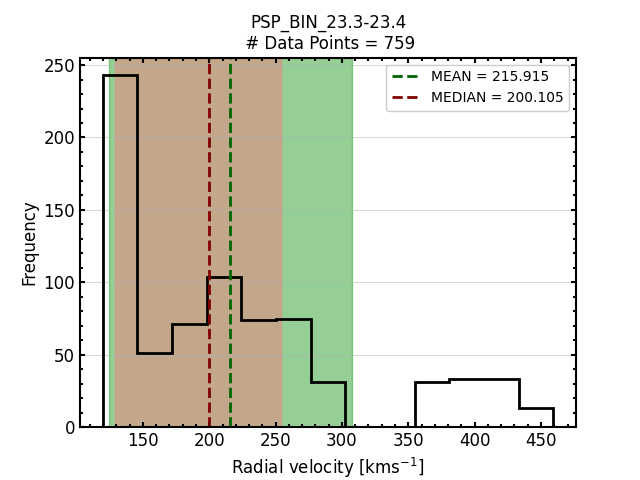 PSP_BIN_23.3-23.4
# Data Points = 759
MEAN = 215.915
MEDIAN = 200.105
Frequency
250
200
150
100
50
0
150 200 250 300 350 400 450
Radial velocity [kms⁻¹]